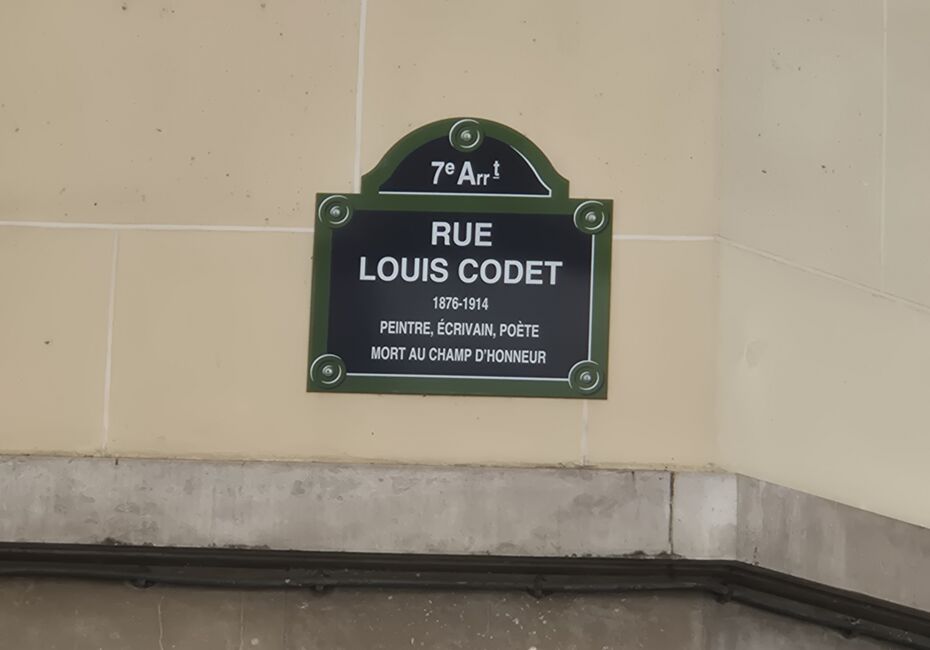 7e Arrt
RUE
LOUIS CODET
1876-1914
PEINTRE, ÉCRIVAIN, POÈTE
MORT AU CHAMP D'HONNEUR